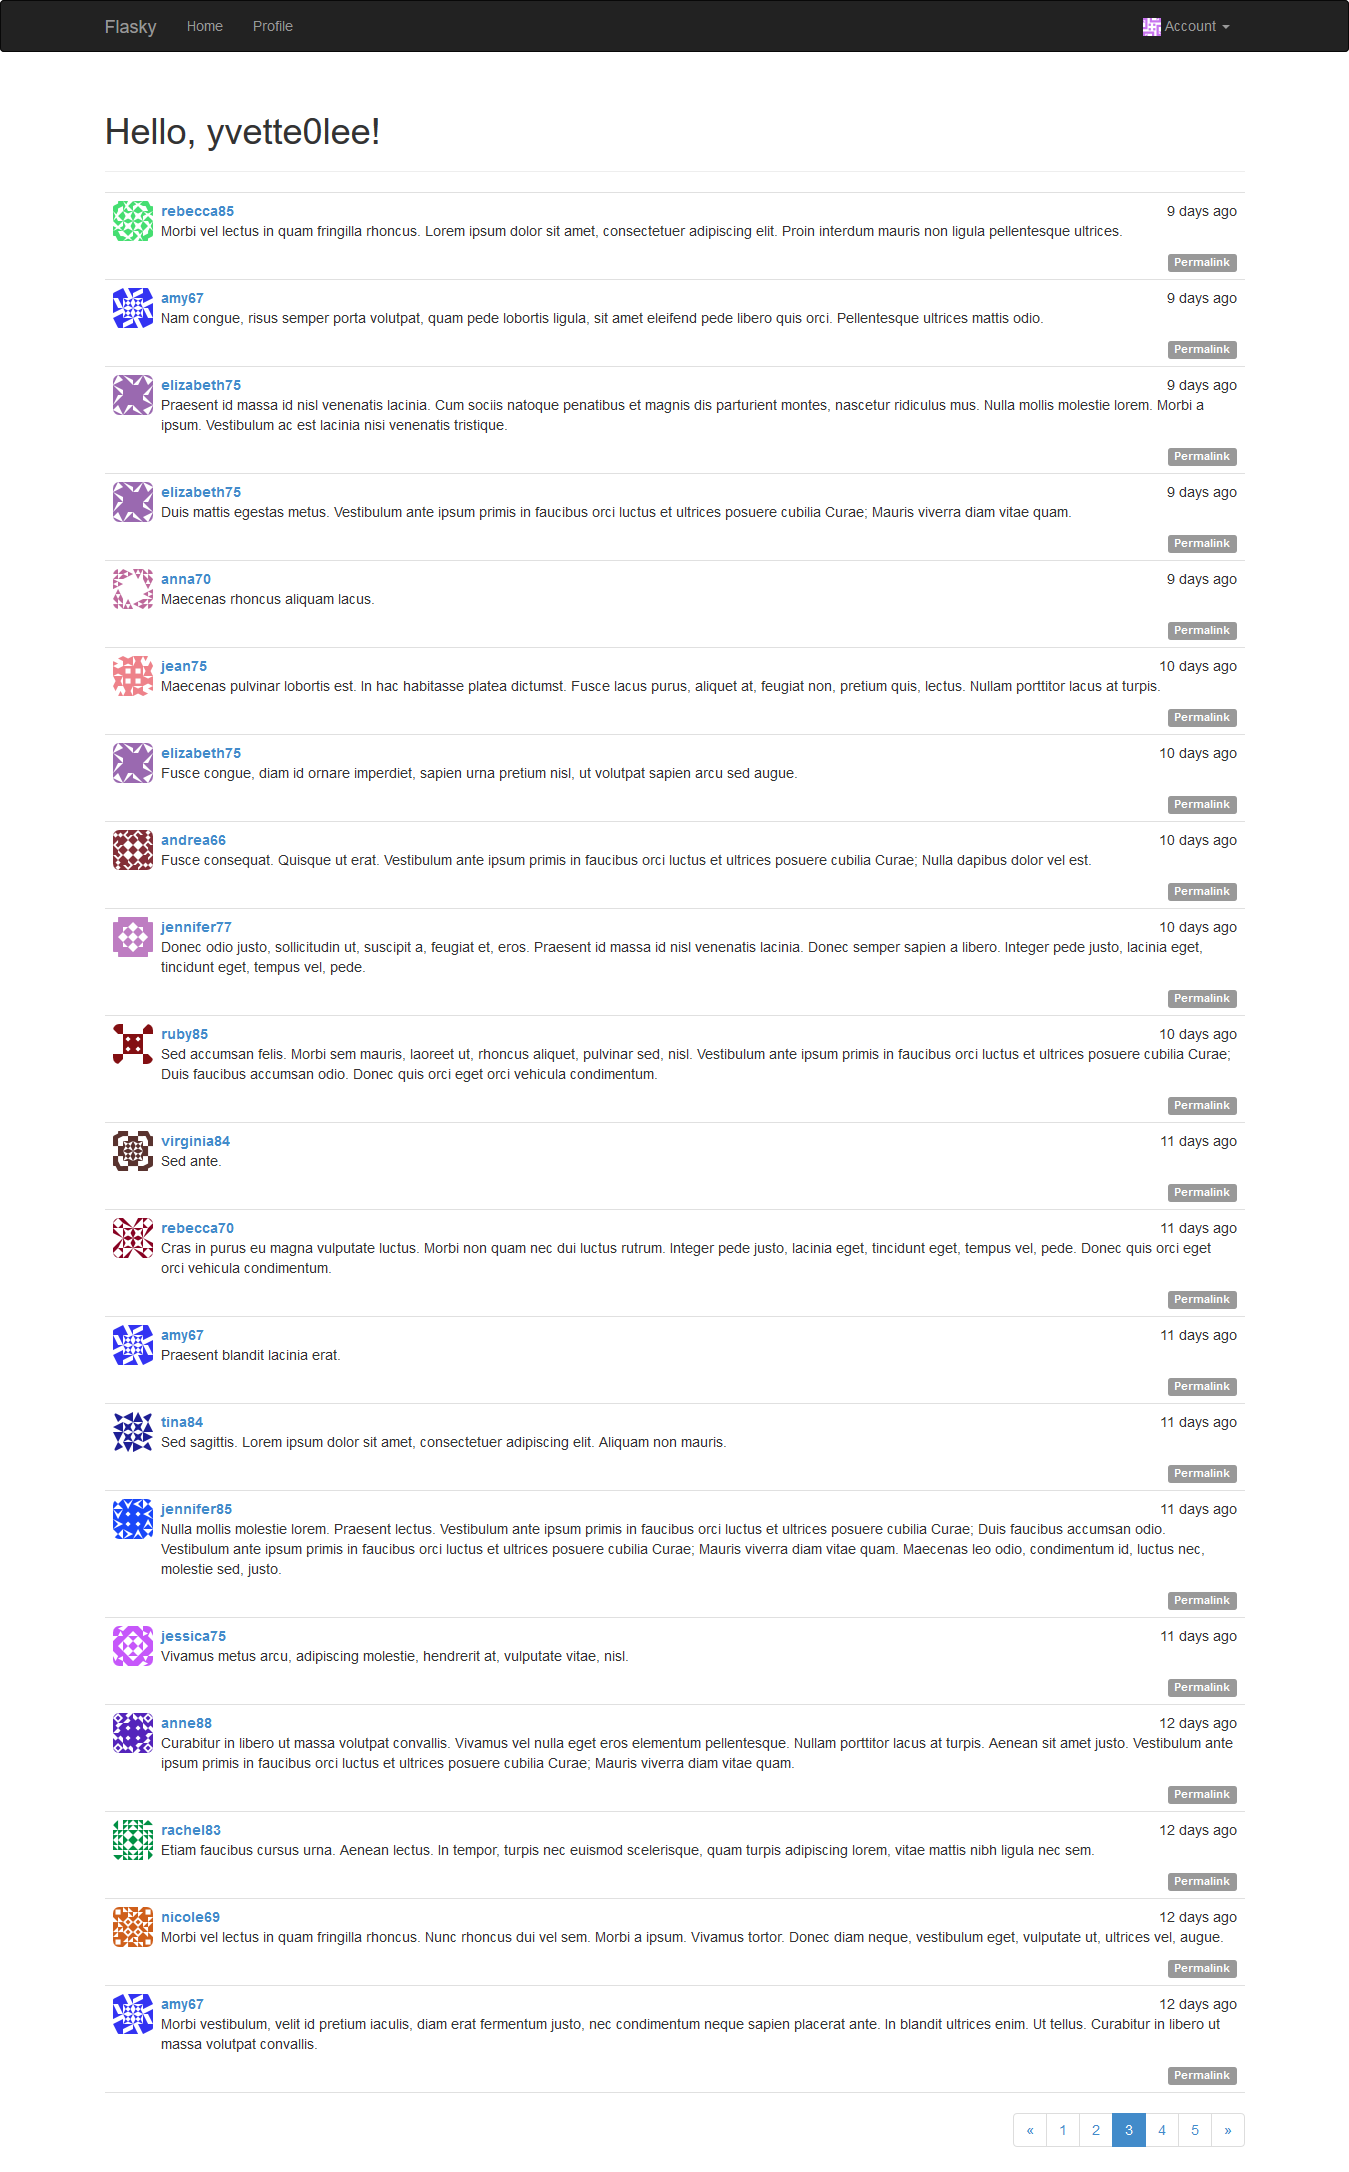 Flasky Home Profile Account
Hello, yvette0lee!
rebecca85 9 days ago
Morbi vel lectus in quam fringilla rhoncus. Lorem ipsum dolor sit amet, consectetuer adipiscing elit. Proin interdum mauris non ligula pellentesque ultrices.
Permalink
amy67 9 days ago
Nam congue, risus semper porta volutpat, quam pede lobortis ligula, sit amet eleifend pede libero quis orci. Pellentesque ultrices mattis odio.
Permalink
elizabeth75 9 days ago
Praesent id massa id nisl venenatis lacinia. Cum sociis natoque penatibus et magnis dis parturient montes, nascetur ridiculus mus. Nulla mollis molestie lorem. Morbi a
ipsum. Vestibulum ac est lacinia nisi venenatis tristique.
Permalink
elizabeth75 9 days ago
Duis mattis egestas metus. Vestibulum ante ipsum primis in faucibus orci luctus et ultrices posuere cubilia Curae; Mauris viverra diam vitae quam.
Permalink
anna70 9 days ago
Maecenas rhoncus aliquam lacus.
Permalink
jean75 10 days ago
Maecenas pulvinar lobortis est. In hac habitasse platea dictumst. Fusce lacus purus, aliquet at, feugiat non, pretium quis, lectus. Nullam porttitor lacus at turpis.
Permalink
elizabeth75 10 days ago
Fusce congue, diam id ornare imperdiet, sapien urna pretium nisl, ut volutpat sapien arcu sed augue.
Permalink
andrea66 10 days ago
Fusce consequat. Quisque ut erat. Vestibulum ante ipsum primis in faucibus orci luctus et ultrices posuere cubilia Curae; Nulla dapibus dolor vel est.
Permalink
jennifer77 10 days ago
Donec odio justo, sollicitudin ut, suscipit a, feugiat et, eros. Praesent id massa id nisl venenatis lacinia. Donec semper sapien a libero. Integer pede justo, lacinia eget,
tincidunt eget, tempus vel, pede.
Permalink
ruby85 10 days ago
Sed accumsan felis. Morbi sem mauris, laoreet ut, rhoncus aliquet, pulvinar sed, nisl. Vestibulum ante ipsum primis in faucibus orci luctus et ultrices posuere cubilia Curae;
Duis faucibus accumsan odio. Donec quis orci eget orci vehicula condimentum.
Permalink
virginia84 11 days ago
Sed ante.
Permalink
rebecca70 11 days ago
Cras in purus eu magna vulputate luctus. Morbi non quam nec dui luctus rutrum. Integer pede justo, lacinia eget, tincidunt eget, tempus vel, pede. Donec quis orci eget
orci vehicula condimentum.
Permalink
amy67 11 days ago
Praesent blandit lacinia erat.
Permalink
tina84 11 days ago
Sed sagittis. Lorem ipsum dolor sit amet, consectetuer adipiscing elit. Aliquam non mauris.
Permalink
jennifer85 11 days ago
Nulla mollis molestie lorem. Praesent lectus. Vestibulum ante ipsum primis in faucibus orci luctus et ultrices posuere cubilia Curae; Duis faucibus accumsan odio.
Vestibulum ante ipsum primis in faucibus orci luctus et ultrices posuere cubilia Curae; Mauris viverra diam vitae quam. Maecenas leo odio, condimentum id, luctus nec,
molestie sed, justo.
Permalink
jessica75 11 days ago
Vivamus metus arcu, adipiscing molestie, hendrerit at, vulputate vitae, nisl.
Permalink
anne88 12 days ago
Curabitur in libero ut massa volutpat convallis. Vivamus vel nulla eget eros elementum pellentesque. Nullam porttitor lacus at turpis. Aenean sit amet justo. Vestibulum ante
ipsum primis in faucibus orci luctus et ultrices posuere cubilia Curae; Mauris viverra diam vitae quam.
Permalink
rachel83 12 days ago
Etiam faucibus cursus urna. Aenean lectus. In tempor, turpis nec euismod scelerisque, quam turpis adipiscing lorem, vitae mattis nibh ligula nec sem.
Permalink
nicole69 12 days ago
Morbi vel lectus in quam fringilla rhoncus. Nunc rhoncus dui vel sem. Morbi a ipsum. Vivamus tortor. Donec diam neque, vestibulum eget, vulputate ut, ultrices vel, augue.
Permalink
amy67 12 days ago
Morbi vestibulum, velit id pretium iaculis, diam erat fermentum justo, nec condimentum neque sapien placerat ante. In blandit ultrices enim. Ut tellus. Curabitur in libero ut
massa volutpat convallis.
Permalink
« 1 2 3 4 5 »